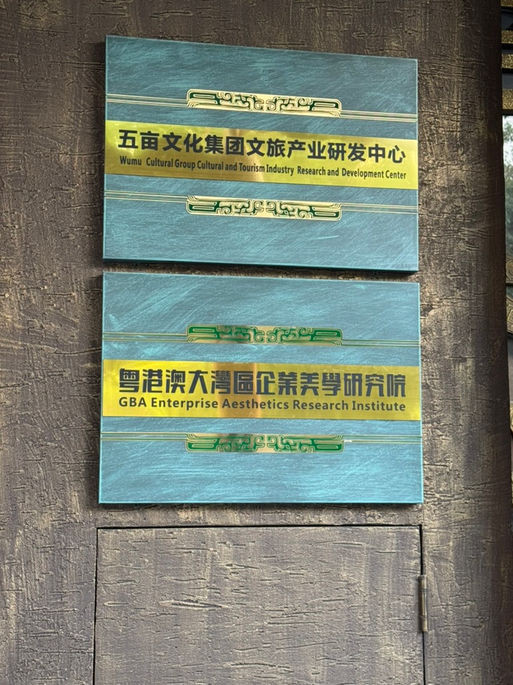 五亩文化集团文旅产业研发中心
Wumu Cultural Group Cultural and Tourism Industry Research and Development Center
粤港澳大灣區企業美學研究院
GBA Enterprise Aesthetics Research Institute